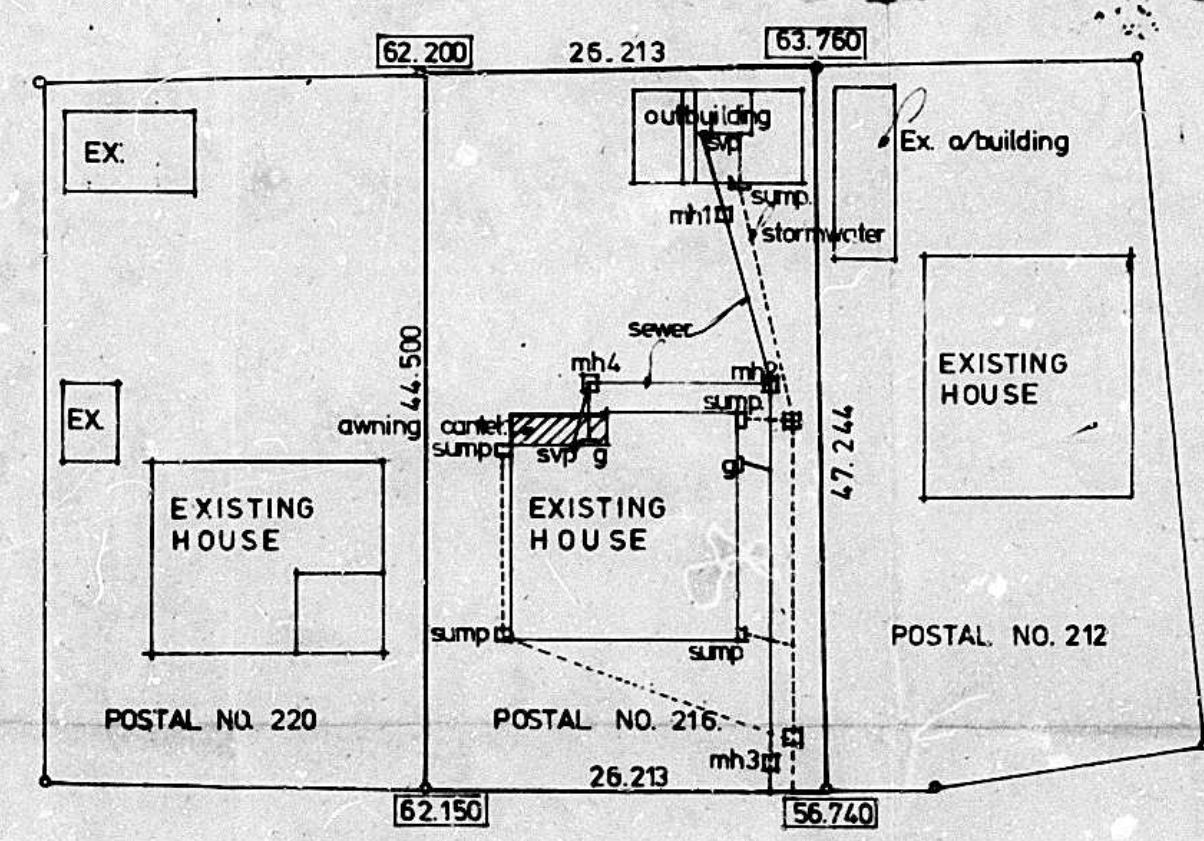 62.200
26.213
63.760
EX.
outbuilding
svp
Ex. o/building
sump.
mh1
stormwater
sewer
44.500
mh4
mh2
EXISTING
HOUSE
EX.
sump.
awning cantel.
sump
svp g
g
47.244
EXISTING
HOUSE
EXISTING
HOUSE
sump
sump
POSTAL. NO. 212
POSTAL NO. 220
POSTAL NO. 216.
mh3
26.213
62.150
56.740